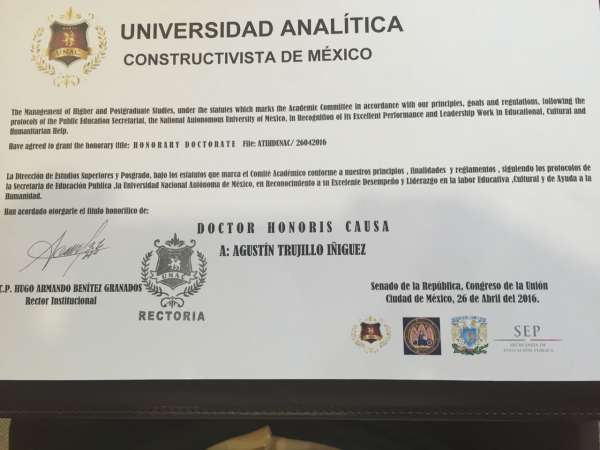 UNAC
UNIVERSIDAD ANALÍTICA
CONSTRUCTIVISTA DE MÉXICO
The Management of Higher and Postgraduate Studies, under the statutes which marks the Academic Committee in accordance with our principles, goals and regulations, following the
protocols of the Public Education Secretarial, the National Autonomous University of Mexico, in Recognition of its Excellent Performance and Leadership Work in Educational, Cultural and
Humanitarian Help.
Have agreed to grant the honorary title: HONORARY DOCTORATE File: ATIHDENAC/ 26042016
La Dirección de Estudios Superiores y Posgrado, bajo los estatutos que marca el Comité Académico conforme a nuestros principios , finalidades y reglamentos , siguiendo los protocolos de
la Secretaria de Educación Publica ,la Universidad Nacional Autónoma de México, en Reconocimiento a su Excelente Desempeño y Liderazgo en la labor Educativa ,Cultural y de Ayuda a la
Humanidad.
Han acordado otorgarle el titulo honorífico de:
DOCTOR HONORIS CAUSA
A: AGUSTÍN TRUJILLO IÑIGUEZ
UNAC
RECTORIA
C.P. HUGO ARMANDO BENÍTEZ GRANADOS
Rector Institucional
Senado de la República, Congreso de la Unión
Ciudad de México, 26 de Abril del 2016.
SEP
SECRETARÍA DE
EDUCACIÓN PÚBLICA